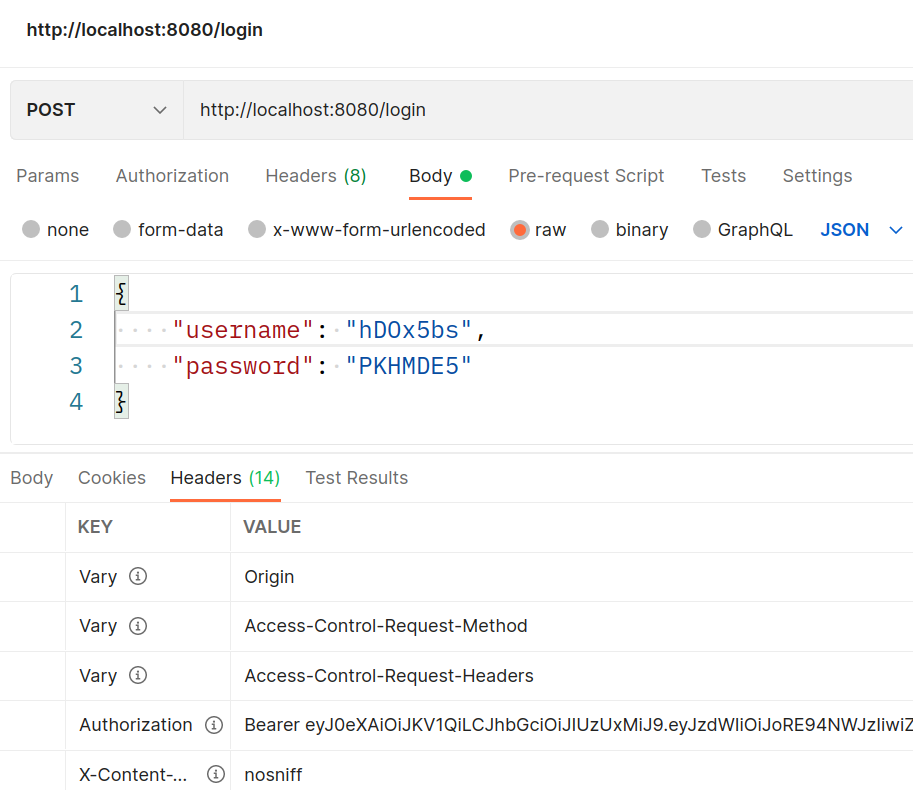 http://localhost:8080/login
POST http://localhost:8080/login
Params Authorization Headers (8) Body Pre-request Script Tests Settings
none form-data x-www-form-urlencoded raw binary GraphQL JSON
1 {
2 "username": "hDOx5bs",
3 "password": "PKHMDE5"
4 }
Body Cookies Headers (14) Test Results
KEY VALUE
Vary Origin
Vary Access-Control-Request-Method
Vary Access-Control-Request-Headers
Authorization Bearer eyJ0eXAiOiJKV1QiLCJhbGciOiJIUzUxMiJ9.eyJzdWIiOiJoRE94NWJzIiwiZ
X-Content-... nosniff